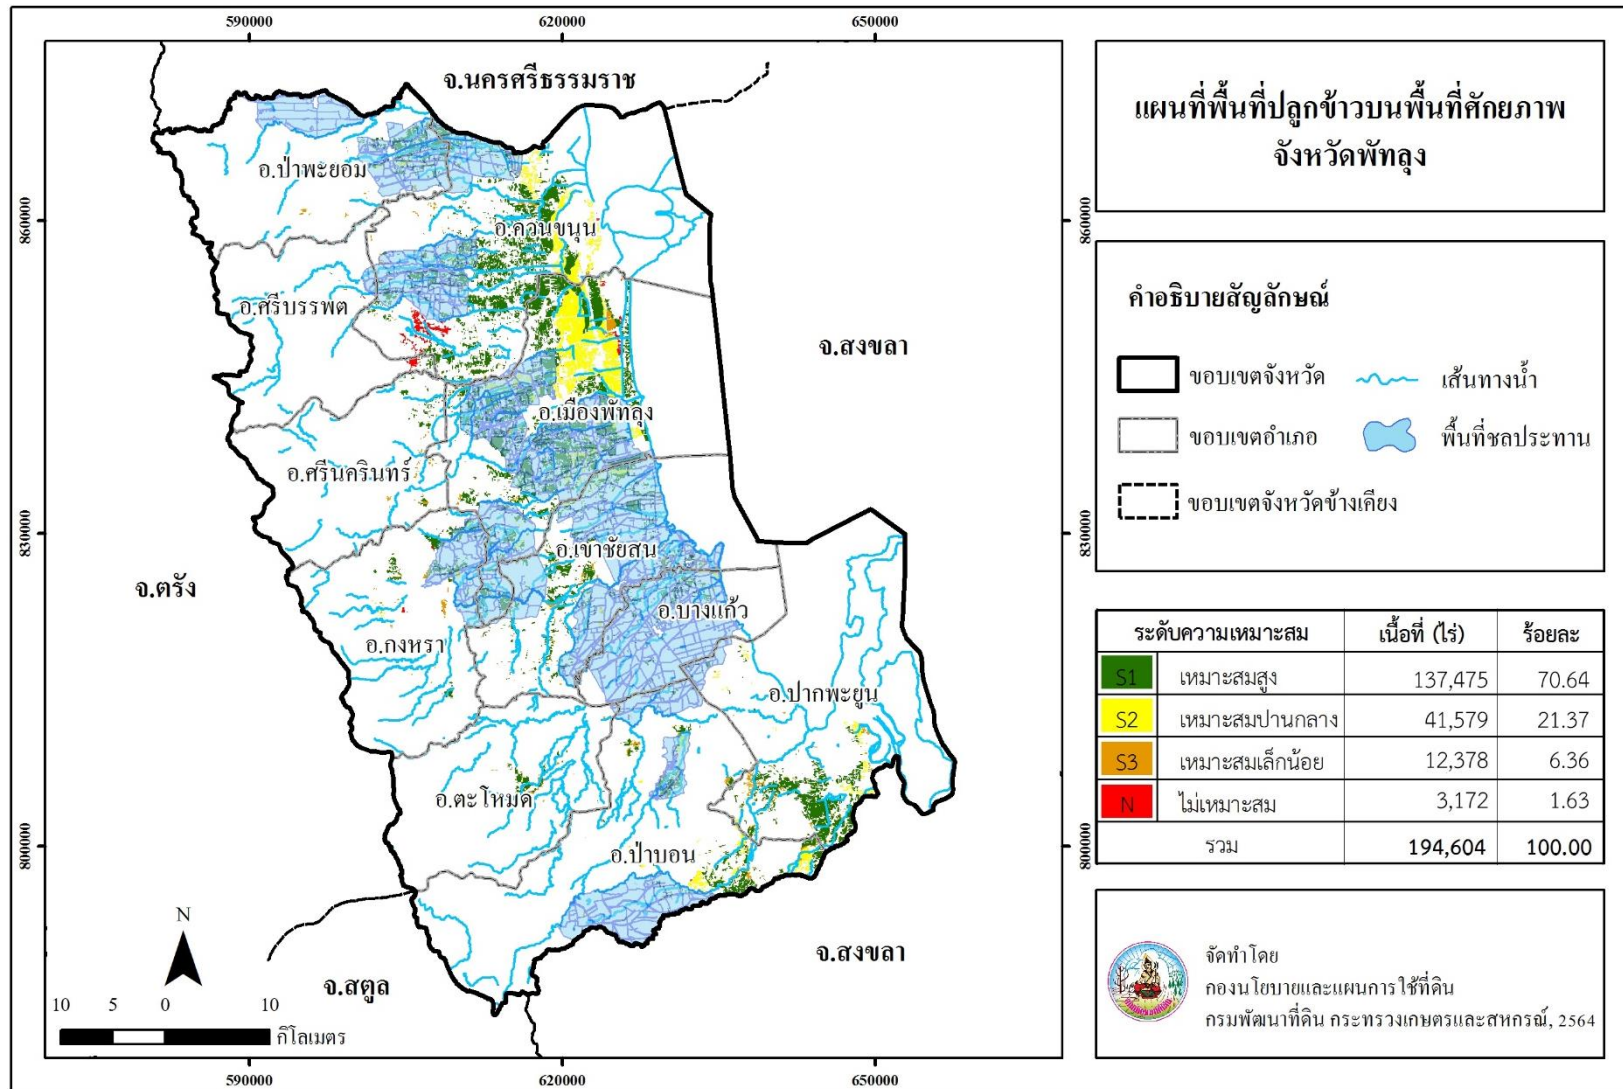 590000 620000 650000
จ.นครศรีธรรมราช
แผนที่พื้นที่ปลูกข้าวบนพื้นที่ศักยภาพ
จังหวัดพัทลุง
อ.ป่าพะยอม
860000 860000
อ.ควนขนุน
อ.ศรีบรรพต
จ.สงขลา
คำอธิบายสัญลักษณ์
ขอบเขตจังหวัด เส้นทางน้ำ
ขอบเขตอำเภอ พื้นที่ชลประทาน
ขอบเขตจังหวัดข้างเคียง
อ.เมืองพัทลุง
อ.ศรีนครินทร์
830000 830000
อ.เขาชัยสน
จ.ตรัง
อ.บางแก้ว
อ.กงหรา
อ.ปากพะยูน
ระดับความเหมาะสม เนื้อที่ (ไร่) ร้อยละ
S1 เหมาะสมสูง 137,475 70.64
S2 เหมาะสมปานกลาง 41,579 21.37
S3 เหมาะสมเล็กน้อย 12,378 6.36
N ไม่เหมาะสม 3,172 1.63
รวม 194,604 100.00
อ.ตะโหมด
800000 800000
อ.ป่าบอน
จ.สงขลา
จ.สตูล
N
10 5 0 10
กิโลเมตร
590000 620000 650000
จัดทำโดย
กองนโยบายและแผนการใช้ที่ดิน
กรมพัฒนาที่ดิน กระทรวงเกษตรและสหกรณ์, 2564